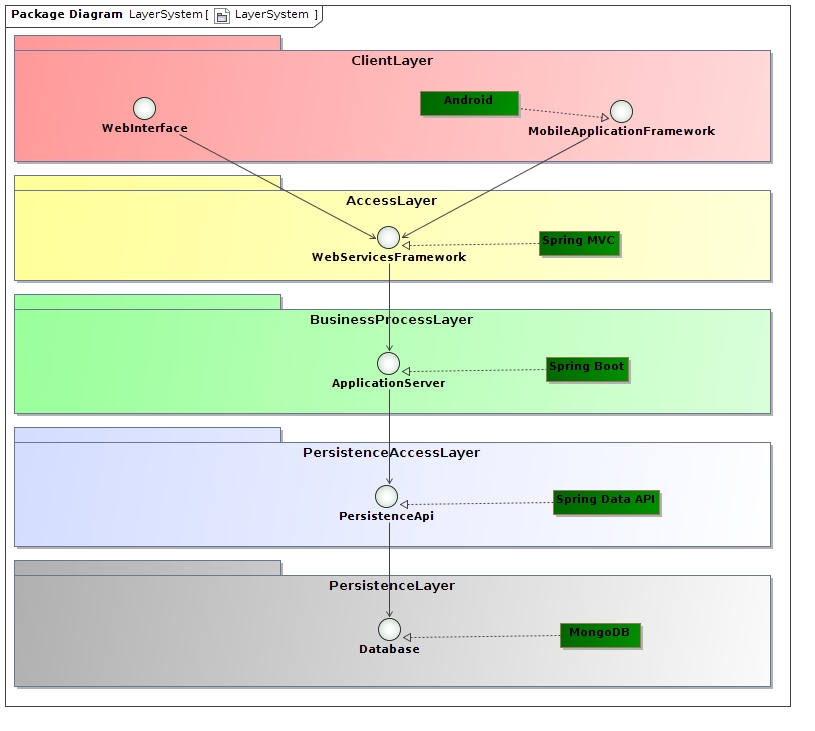 Package Diagram LayerSystem [ LayerSystem ]
ClientLayer
Android
WebInterface
MobileApplicationFramework
AccessLayer
Spring MVC
WebServicesFramework
BusinessProcessLayer
Spring Boot
ApplicationServer
PersistenceAccessLayer
Spring Data API
PersistenceApi
PersistenceLayer
MongoDB
Database